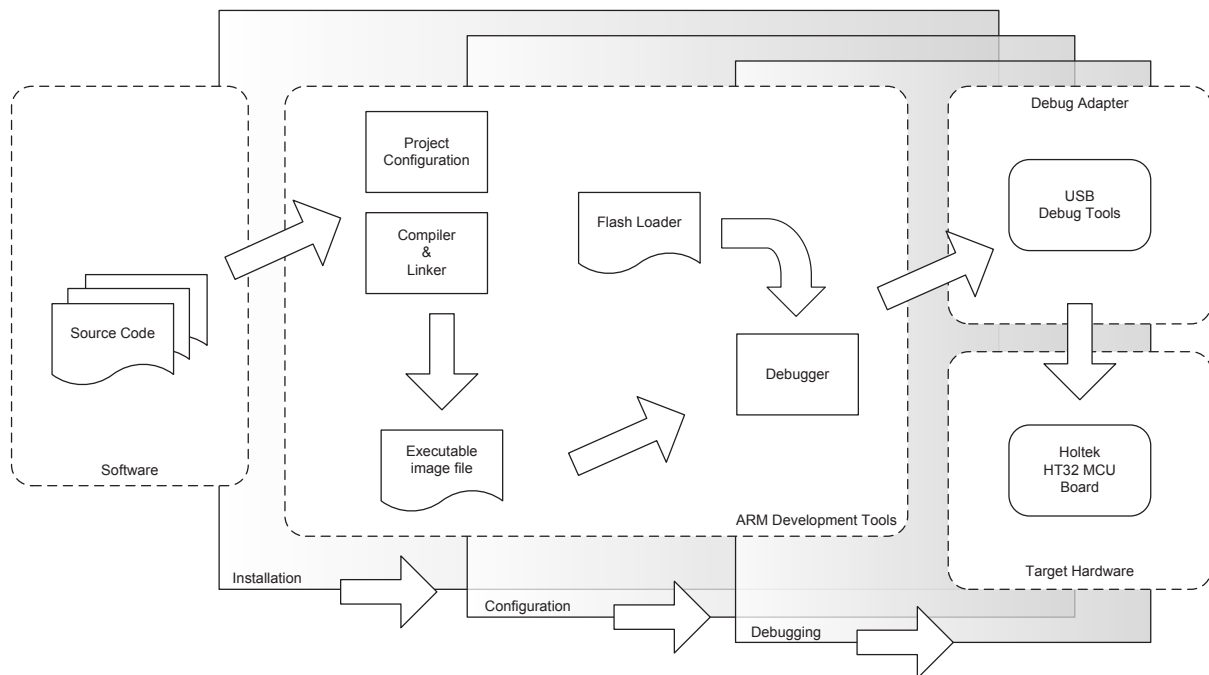 Debug Adapter
Project
Configuration
USB
Debug Tools
Flash Loader
Compiler
&
Linker
Source Code
Debugger
Executable
image file
Holtek
HT32 MCU
Board
Software
ARM Development Tools
Target Hardware
Installation
Configuration
Debugging